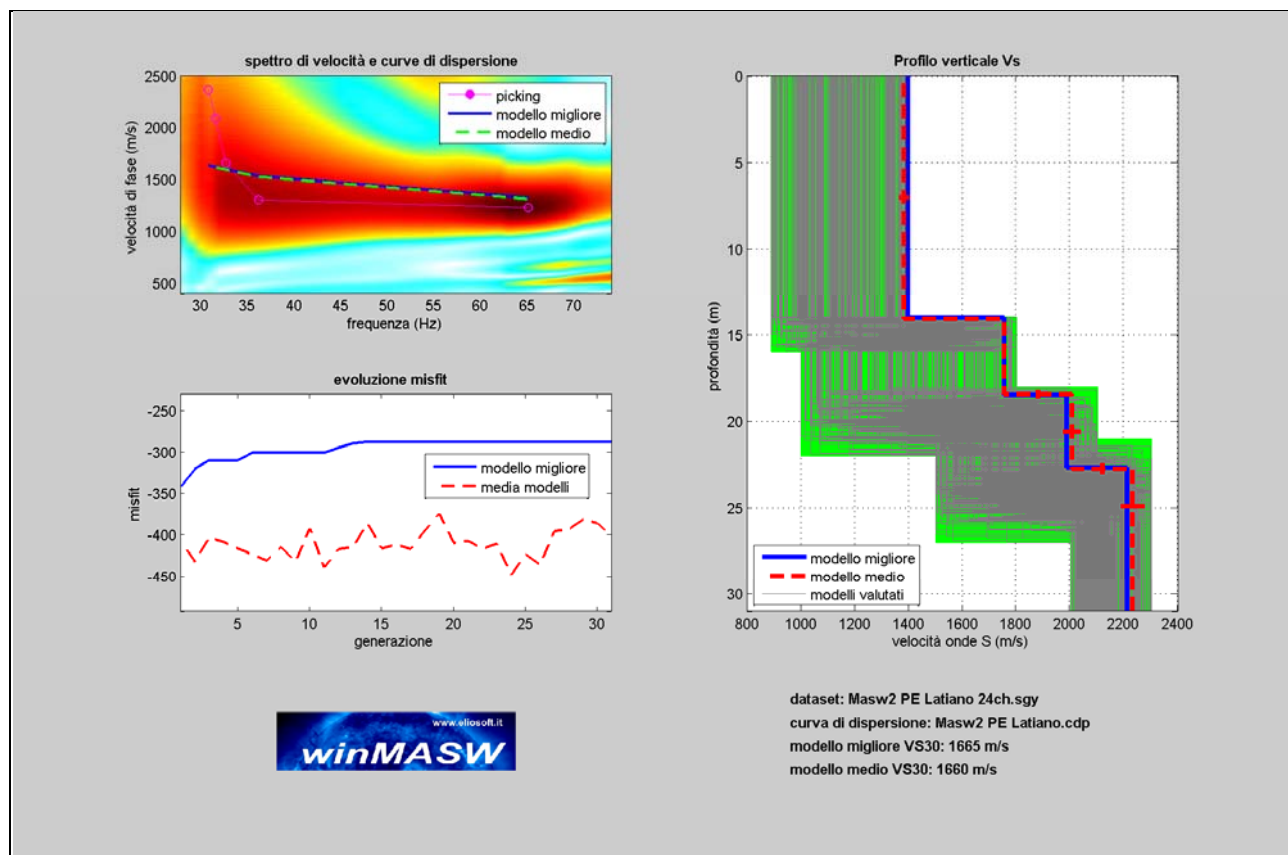 spettro di velocità e curve di dispersione
2500
2000
1500
1000
500
velocità di fase (m/s)
picking
modello migliore
modello medio
30 35 40 45 50 55 60 65 70
frequenza (Hz)
evoluzione misfit
-250
-300
-350
-400
-450
misfit
modello migliore
media modelli
5 10 15 20 25 30
generazione
www.eliosoft.it
winMASW
Profilo verticale Vs
0
5
10
15
20
25
30
profondità (m)
modello migliore
modello medio
modelli valutati
800 1000 1200 1400 1600 1800 2000 2200 2400
velocità onde S (m/s)
dataset: Masw2 PE Latiano 24ch.sgy
curva di dispersione: Masw2 PE Latiano.cdp
modello migliore VS30: 1665 m/s
modello medio VS30: 1660 m/s